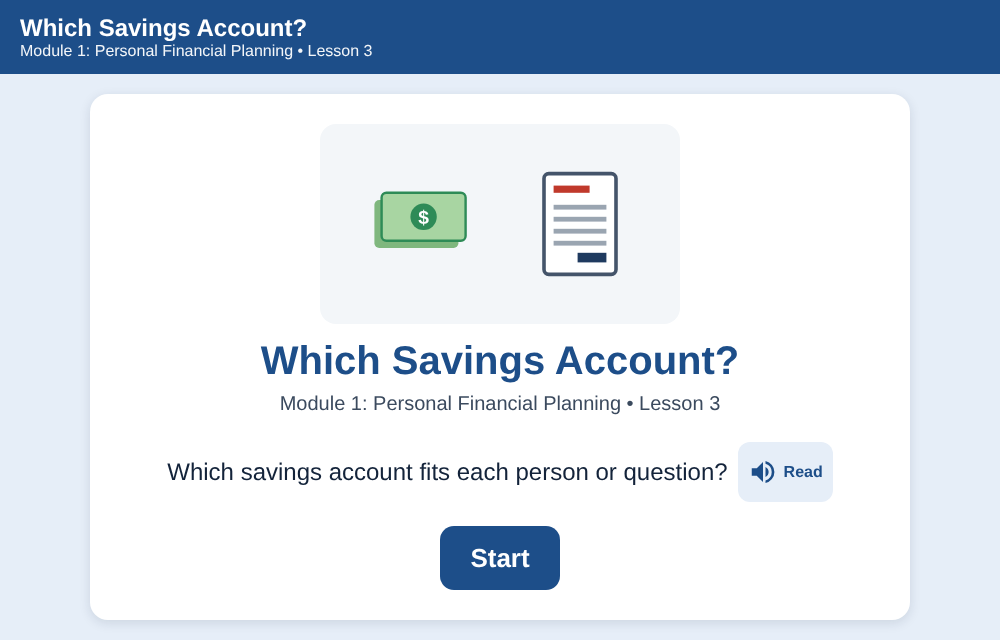 Which Savings Account?
Module 1: Personal Financial Planning • Lesson 3
$
Which Savings Account?
Module 1: Personal Financial Planning • Lesson 3
Which savings account fits each person or question?
Read
Start